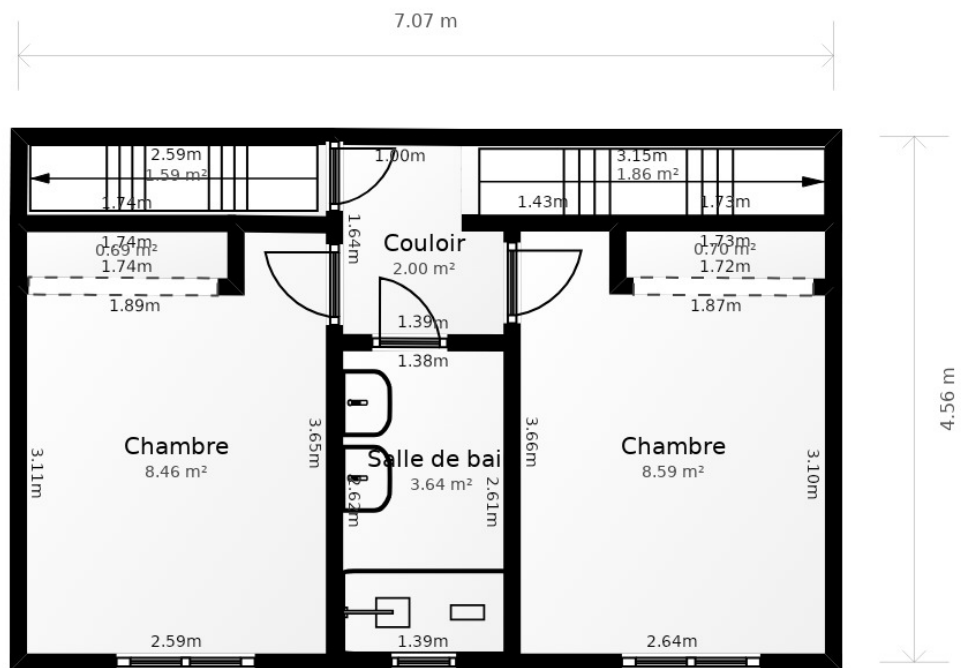 7.07 m
2.59m
1.59 m²
1.74m
1.00m
3.15m
1.86 m²
1.43m
1.73m
1.64m
Couloir
2.00 m²
1.39m
1.74m
0.69 m²
1.74m
1.89m
1.73m
0.70 m²
1.72m
1.87m
4.56 m
1.38m
Chambre
8.46 m²
3.11m
3.65m
2.59m
Salle de bai
3.64 m²
2.62m
2.61m
1.39m
Chambre
8.59 m²
3.66m
3.10m
2.64m